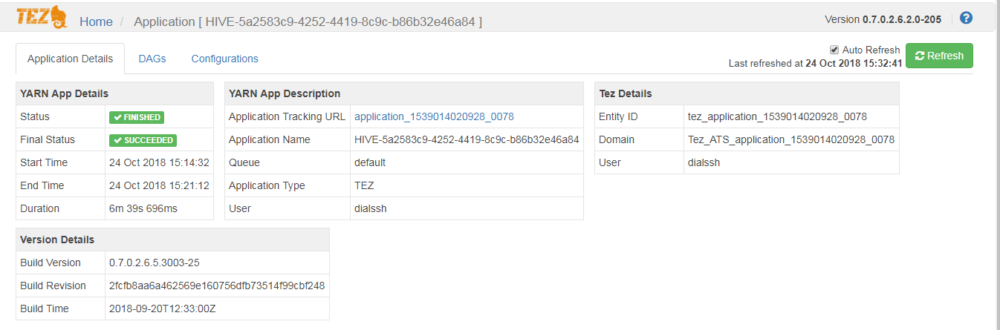 TEZ Home / Application [ HIVE-5a2583c9-4252-4419-8c9c-b86b32e46a84 ] Version 0.7.0.2.6.2.0-205 ?
Application Details DAGs Configurations Auto Refresh
Last refreshed at 24 Oct 2018 15:32:41 Refresh
YARN App Details
Status FINISHED
Final Status SUCCEEDED
Start Time 24 Oct 2018 15:14:32
End Time 24 Oct 2018 15:21:12
Duration 6m 39s 696ms
YARN App Description
Application Tracking URL application_1539014020928_0078
Application Name HIVE-5a2583c9-4252-4419-8c9c-b86b32e46a84
Queue default
Application Type TEZ
User dialssh
Tez Details
Entity ID tez_application_1539014020928_0078
Domain Tez_ATS_application_1539014020928_0078
User dialssh
Version Details
Build Version 0.7.0.2.6.5.3003-25
Build Revision 2fcfb8aa6a462569e160756dfb73514f99cbf248
Build Time 2018-09-20T12:33:00Z